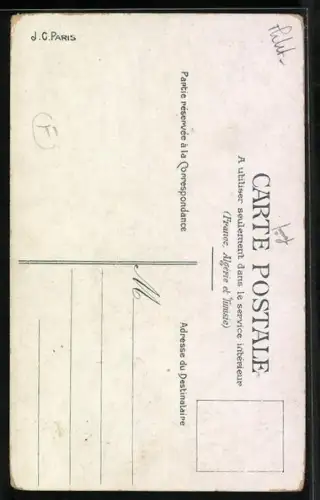 CARTE POSTALE
A utiliser seulement dans le service intérieur
(France, Algérie et Tunisie)
Partie réservée à la Correspondance
Adresse du Destinataire
M
J.C. PARIS
F